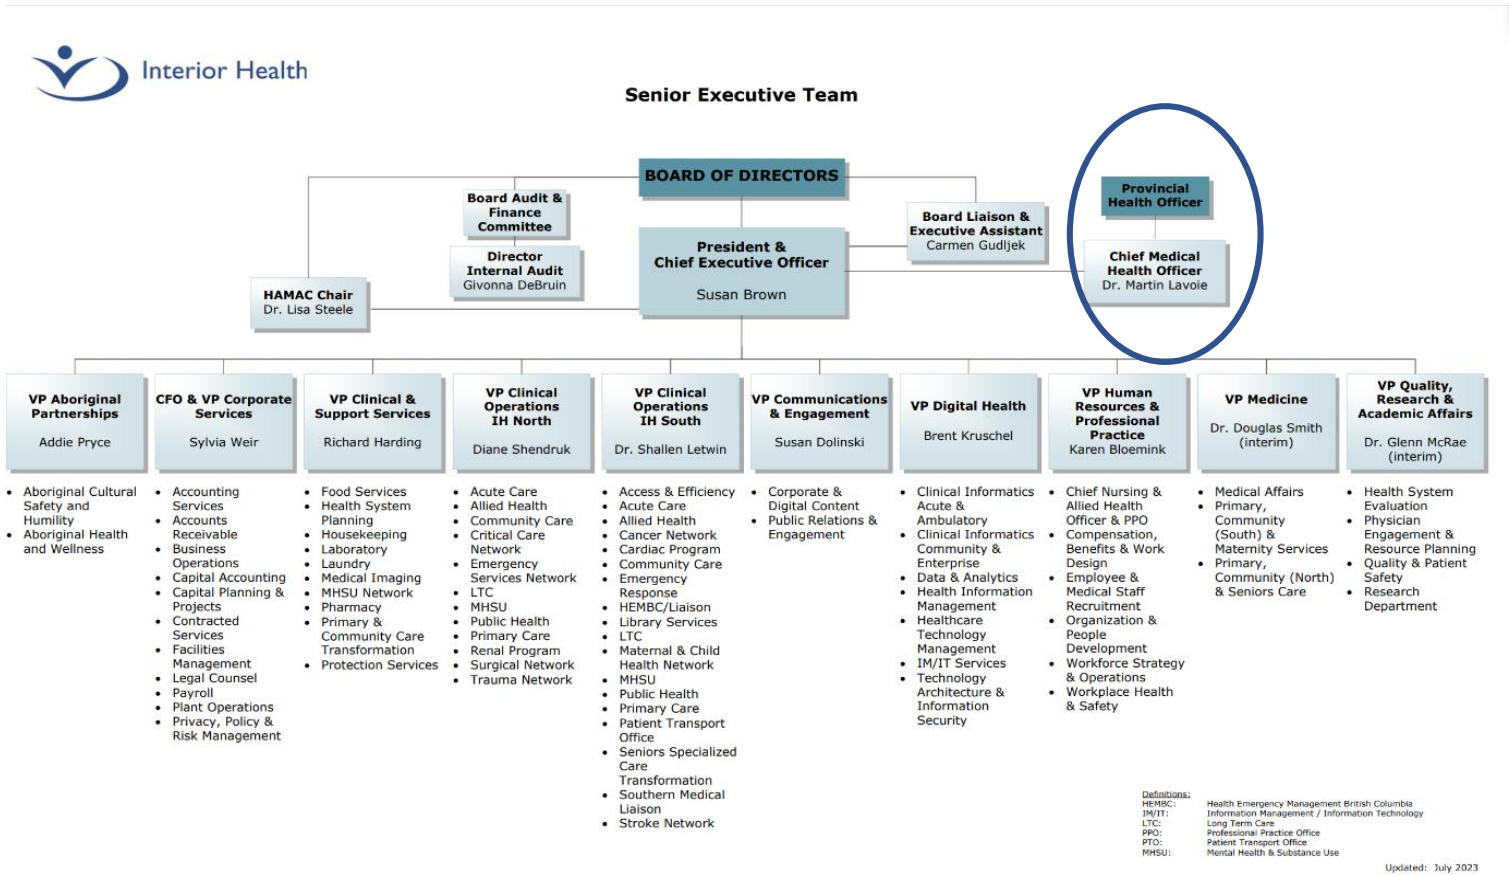 Interior Health
Senior Executive Team
BOARD OF DIRECTORS
Board Audit &
Finance
Committee
Director
Internal Audit
Givonna DeBruin
HAMAC Chair
Dr. Lisa Steele
President &
Chief Executive Officer
Susan Brown
Board Liaison &
Executive Assistant
Carmen Gudljek
Provincial
Health Officer
Chief Medical
Health Officer
Dr. Martin Lavoie
VP Aboriginal
Partnerships
Addie Pryce
CFO & VP Corporate
Services
Sylvia Weir
VP Clinical &
Support Services
Richard Harding
VP Clinical
Operations
IH North
Diane Shendruk
VP Clinical
Operations
IH South
Dr. Shallen Letwin
VP Communications
& Engagement
Susan Dolinski
VP Digital Health
Brent Kruschel
VP Human
Resources &
Professional
Practice
Karen Bloemink
VP Medicine
Dr. Douglas Smith
(interim)
VP Quality,
Research &
Academic Affairs
Dr. Glenn McRae
(interim)
• Aboriginal Cultural
Safety and
Humility
• Aboriginal Health
and Wellness
• Accounting
Services
• Accounts
Receivable
• Business
Operations
• Capital Accounting
• Capital Planning &
Projects
• Contracted
Services
• Facilities
Management
• Legal Counsel
• Payroll
• Plant Operations
• Privacy, Policy &
Risk Management
• Food Services
• Health System
Planning
• Housekeeping
• Laboratory
• Laundry
• Medical Imaging
• MHSU Network
• Pharmacy
• Primary &
Community Care
Transformation
• Protection Services
• Acute Care
• Allied Health
• Community Care
• Critical Care
Network
• Emergency
Services Network
• LTC
• MHSU
• Public Health
• Primary Care
• Renal Program
• Surgical Network
• Trauma Network
• Access & Efficiency
• Acute Care
• Allied Health
• Cancer Network
• Cardiac Program
• Community Care
• Emergency
Response
• HEMBC/Liaison
• Library Services
• LTC
• Maternal & Child
Health Network
• MHSU
• Public Health
• Primary Care
• Patient Transport
Office
• Seniors Specialized
Care
Transformation
• Southern Medical
Liaison
• Stroke Network
• Corporate &
Digital Content
• Public Relations &
Engagement
• Clinical Informatics
Acute &
Ambulatory
• Clinical Informatics
Community &
Enterprise
• Data & Analytics
• Health Information
Management
• Healthcare
Technology
Management
• IM/IT Services
• Technology
Architecture &
Information
Security
• Chief Nursing &
Allied Health
Officer & PPO
• Compensation,
Benefits & Work
Design
• Employee &
Medical Staff
Recruitment
• Organization &
People
Development
• Workforce Strategy
& Operations
• Workplace Health
& Safety
• Medical Affairs
• Primary,
Community
(South) &
Maternity Services
• Primary,
Community (North)
& Seniors Care
• Health System
Evaluation
• Physician
Engagement &
Resource Planning
• Quality & Patient
Safety
• Research
Department
Definitions:
HEMBC: Health Emergency Management British Columbia
IM/IT: Information Management / Information Technology
LTC: Long Term Care
PPO: Professional Practice Office
PTO: Patient Transport Office
MHSU: Mental Health & Substance Use
Updated: July 2023